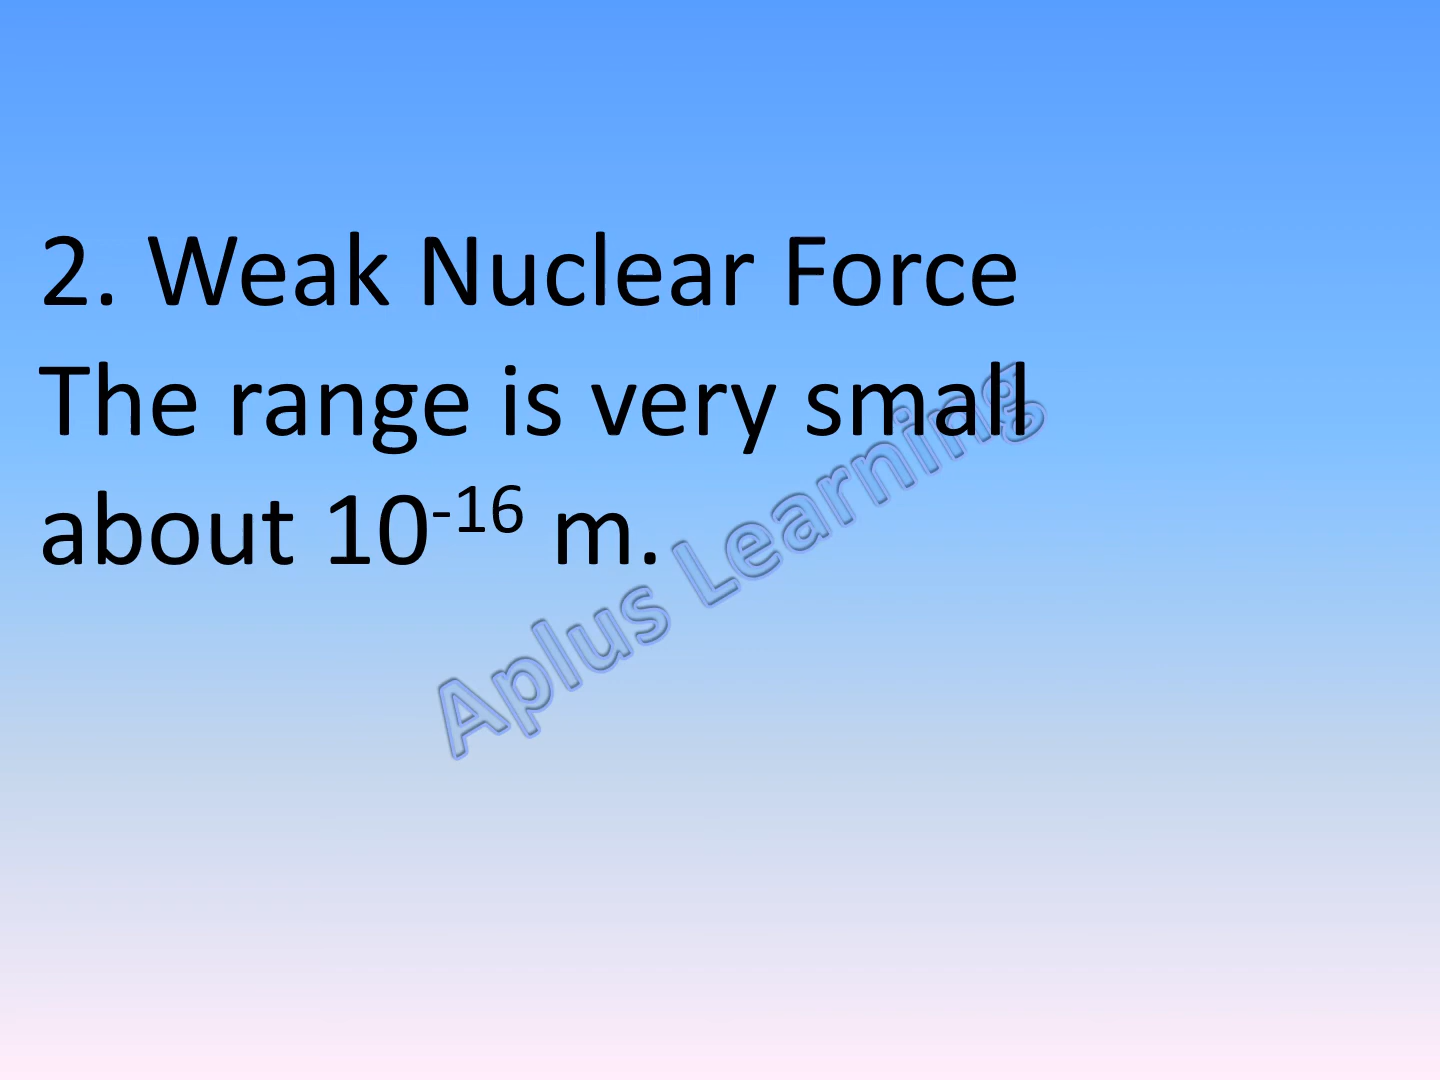 2. Weak Nuclear Force
The range is very small
about 10⁻¹⁶ m.
Aplus Learning